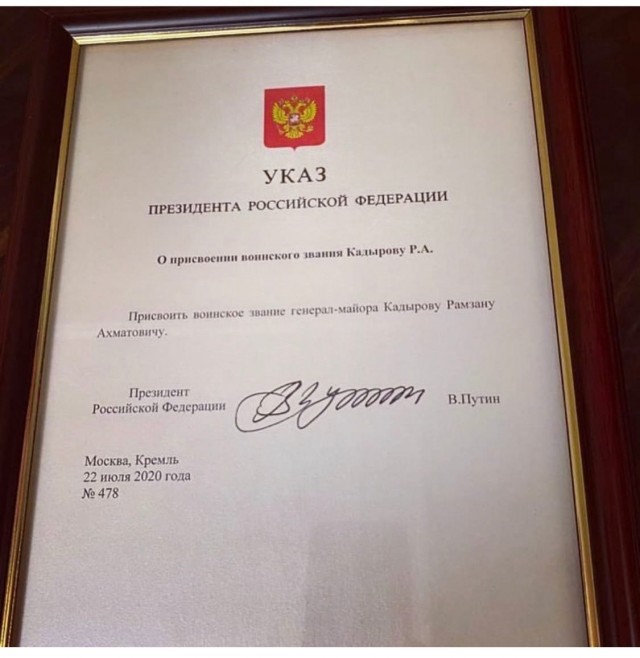 УКАЗ
ПРЕЗИДЕНТА РОССИЙСКОЙ ФЕДЕРАЦИИ
О присвоении воинского звания Кадырову Р.А.
Присвоить воинское звание генерал-майора Кадырову Рамзану
Ахматовичу.
Президент
Российской Федерации
В.Путин
Москва, Кремль
22 июля 2020 года
№ 478